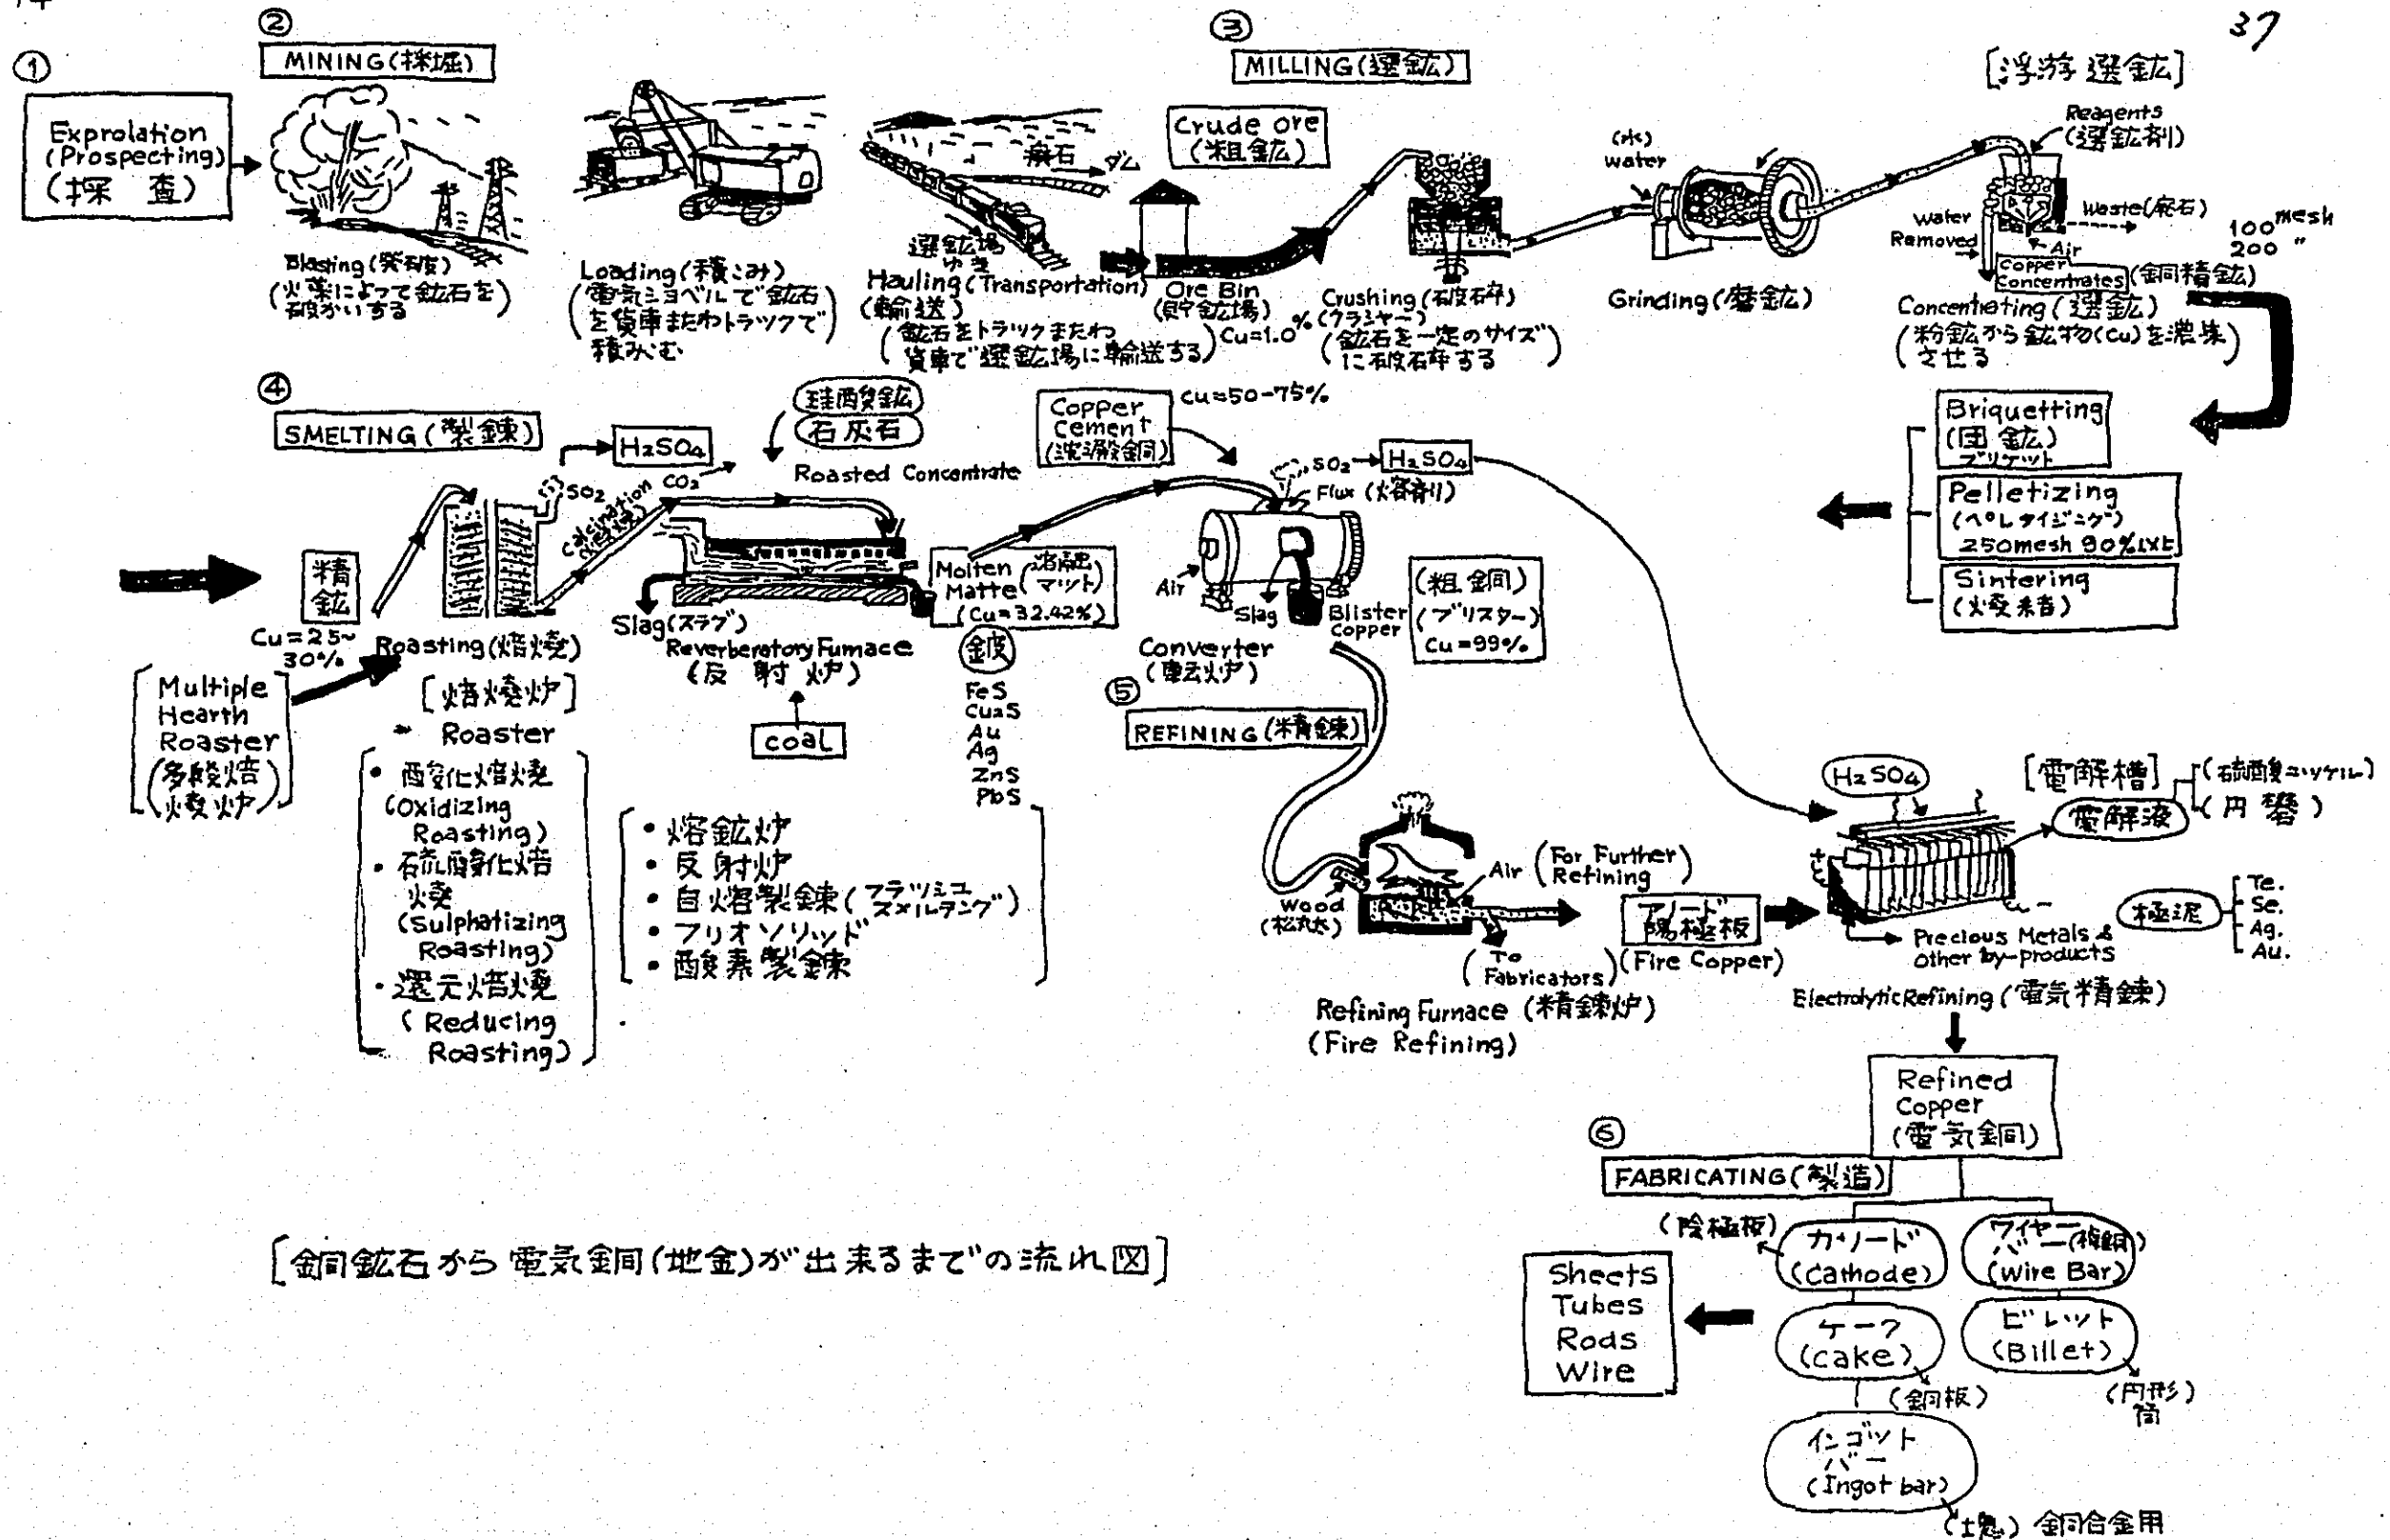 37
①
Exprolation
(Prospecting)
(探 査)
②
MINING(採掘)
Blasting(発破)
(火薬によって鉱石を
破かいする)
Loading(積こみ)
(電気ショベルで鉱石
を貨車またわトラックで
積みこむ)
廃石
ダム
選鉱場
ゆき
Hauling(Transportation)
(輸送)
(鉱石をトラックまたわ
貨車で選鉱場に輸送する)
③
MILLING(選鉱)
Crude ore
(粗鉱)
Ore Bin
(貯鉱場)
Cu=1.0%
Crushing(破砕)
(クラシャー)
(鉱石を一定のサイズ
に破砕する)
(水)
water
Grinding(磨鉱)
[浮游選鉱]
Reagents
(選鉱剤)
Water
Removed
Waste(廃石)
Air
100mesh
200 〃
Copper
Concentrates
(銅精鉱)
Concentrating(選鉱)
(粉鉱から鉱物(Cu)を濃集
させる)
Briquetting
(団鉱)
ブリケット
Pelletizing
(ペレタイジニング)
250mesh 80%以上
Sintering
(焼結)
④
SMELTING(製錬)
精
鉱
Cu=25~
30%
Multiple
Hearth
Roaster
(多段焙
焼炉)
H2SO4
SO2
Roasting(焙焼)
[焙焼炉]
Roaster
・酸化焙焼
(Oxidizing
Roasting)
・硫酸化焙
焼
(Sulphatizing
Roasting)
・還元焙焼
(Reducing
Roasting)
Calcination
CO2
珪酸鉱
石灰石
Roasted Concentrate
Slag(スラグ)
Reverberatory Furnace
(反 射 炉)
coal
・熔鉱炉
・反射炉
・自熔製錬(フラツシユ
スメルテング)
・フリオソリッド
・酸素製錬
Molten
Matte(マット)
(Cu=32.42%)
鈹
FeS
Cu2S
Au
Ag
ZnS
PbS
Copper
Cement
(沈澱銅)
Cu=50-75%
SO2
H2SO4
Flux(熔剤)
Air
Slag
Blister
Copper
(粗銅)
(ブリスター)
Cu=99%
Converter
(転炉)
⑤
REFINING(精錬)
Wood
(松丸太)
Air
(For Further
Refining)
(To
Fabricators)
Refining Furnace (精錬炉)
(Fire Refining)
アノード
陽極板
(Fire Copper)
H2SO4
[電解槽]
電解液
(硫酸ニッケル)
(円礬)
+
-
Precious Metals &
other by-products
極泥
Te.
Se.
Ag.
Au.
Electrolytic Refining(電気精錬)
Refined
Copper
(電気銅)
⑥
FABRICATING(製造)
(陰極板)
カソード
(Cathode)
ワイヤー
バー(棹銅)
(Wire Bar)
ケーク
(Cake)
(銅板)
ビレット
(Billet)
(円形)
筒
インゴット
バー
(Ingot bar)
(塊) 銅合金用
Sheets
Tubes
Rods
Wire
[銅鉱石から電気銅(地金)が出来るまでの流れ図]